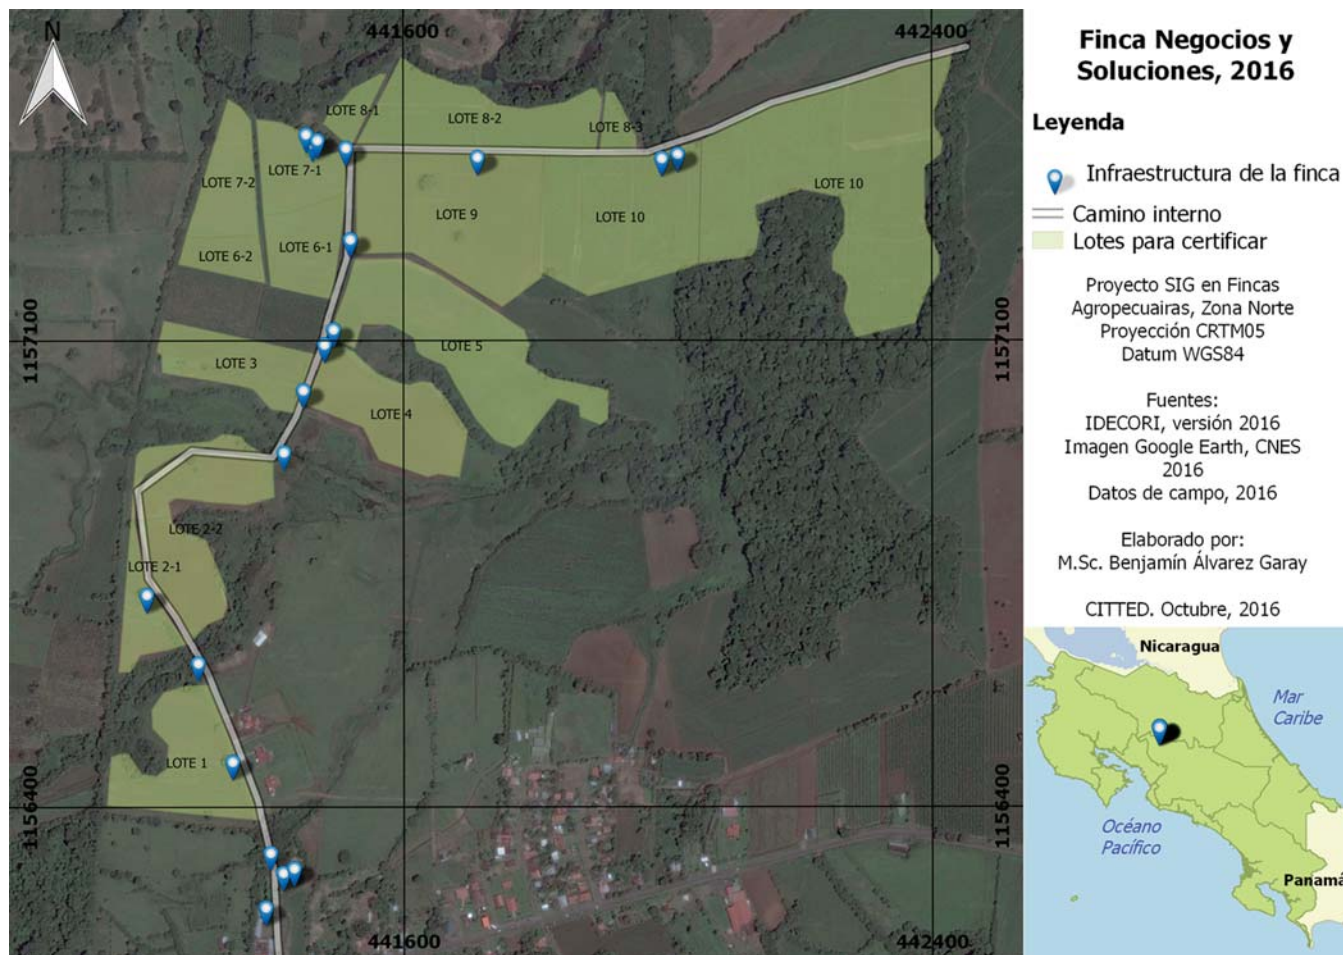 N
441600
442400
LOTE 8-1
LOTE 8-2
LOTE 8-3
LOTE 7-1
LOTE 7-2
LOTE 10
LOTE 9
LOTE 10
LOTE 6-1
LOTE 6-2
1157100
1157100
LOTE 5
LOTE 3
LOTE 4
LOTE 2-2
LOTE 2-1
LOTE 1
1156400
1156400
441600
442400
Finca Negocios y
Soluciones, 2016
Leyenda
Infraestructura de la finca
Camino interno
Lotes para certificar
Proyecto SIG en Fincas
Agropecuairas, Zona Norte
Proyección CRTM05
Datum WGS84
Fuentes:
IDECORI, versión 2016
Imagen Google Earth, CNES
2016
Datos de campo, 2016
Elaborado por:
M.Sc. Benjamín Álvarez Garay
CITTED. Octubre, 2016
Nicaragua
Mar
Caribe
Océano
Pacífico
Panamá